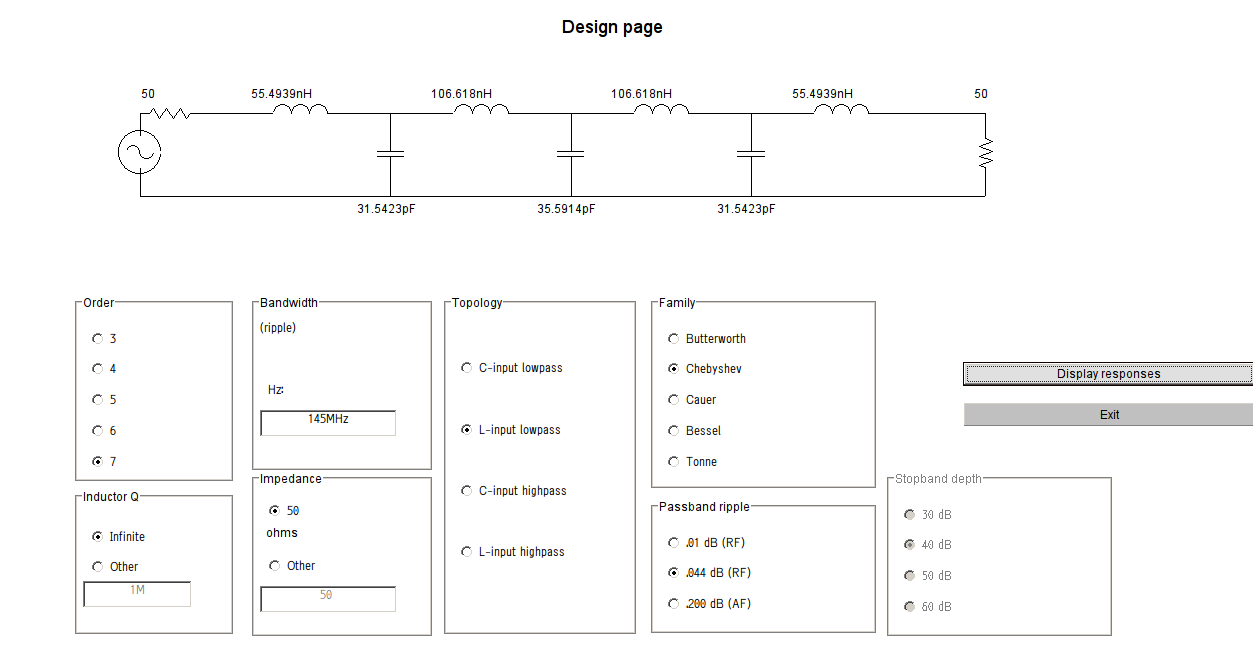 Design page
50
55.4939nH
106.618nH
106.618nH
55.4939nH
50
31.5423pF
35.5914pF
31.5423pF
Order
3
4
5
6
7
Inductor Q
Infinite
Other
1M
Bandwidth
(ripple)
Hz:
145MHz
Impedance
50
ohms
Other
50
Topology
C-input lowpass
L-input lowpass
C-input highpass
L-input highpass
Family
Butterworth
Chebyshev
Cauer
Bessel
Tonne
Passband ripple
.01 dB (RF)
.044 dB (RF)
.200 dB (AF)
Display responses
Exit
Stopband depth
30 dB
40 dB
50 dB
60 dB